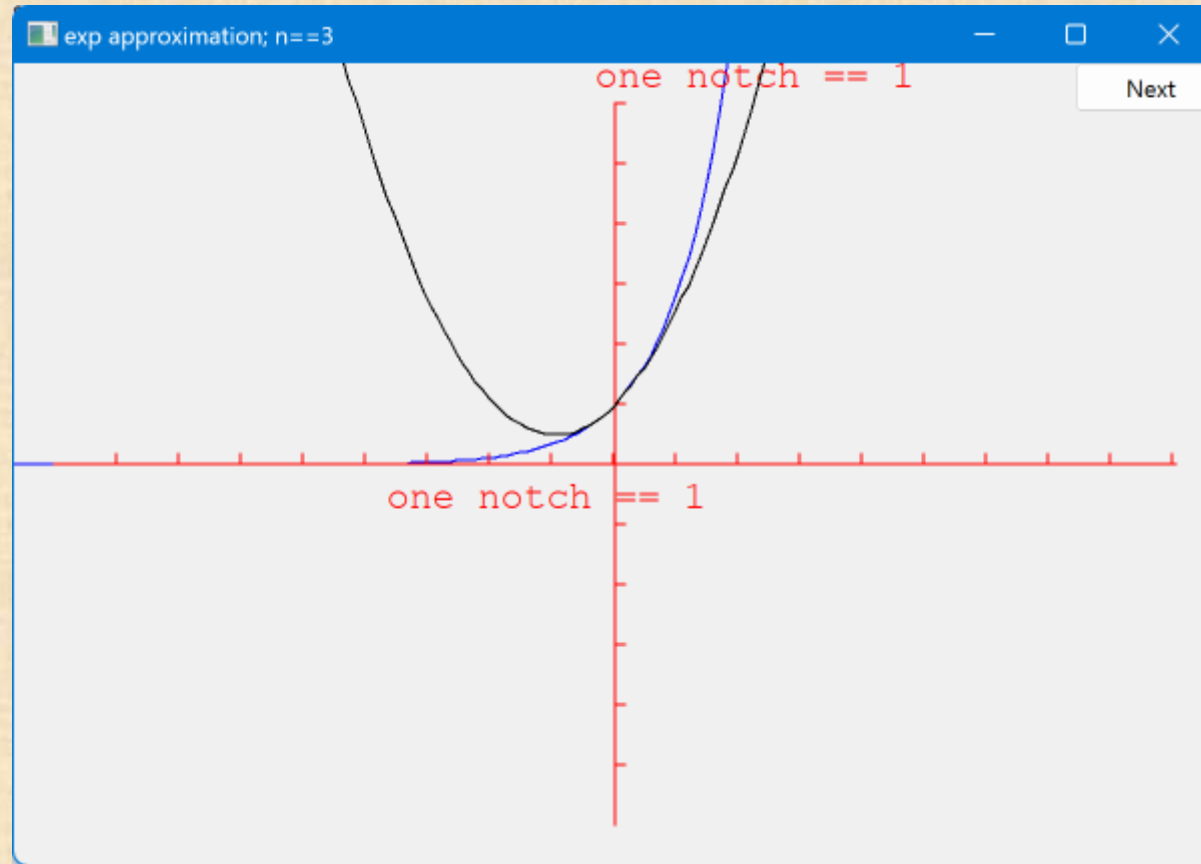 exp approximation; n==3
one notch == 1
Next
one notch == 1